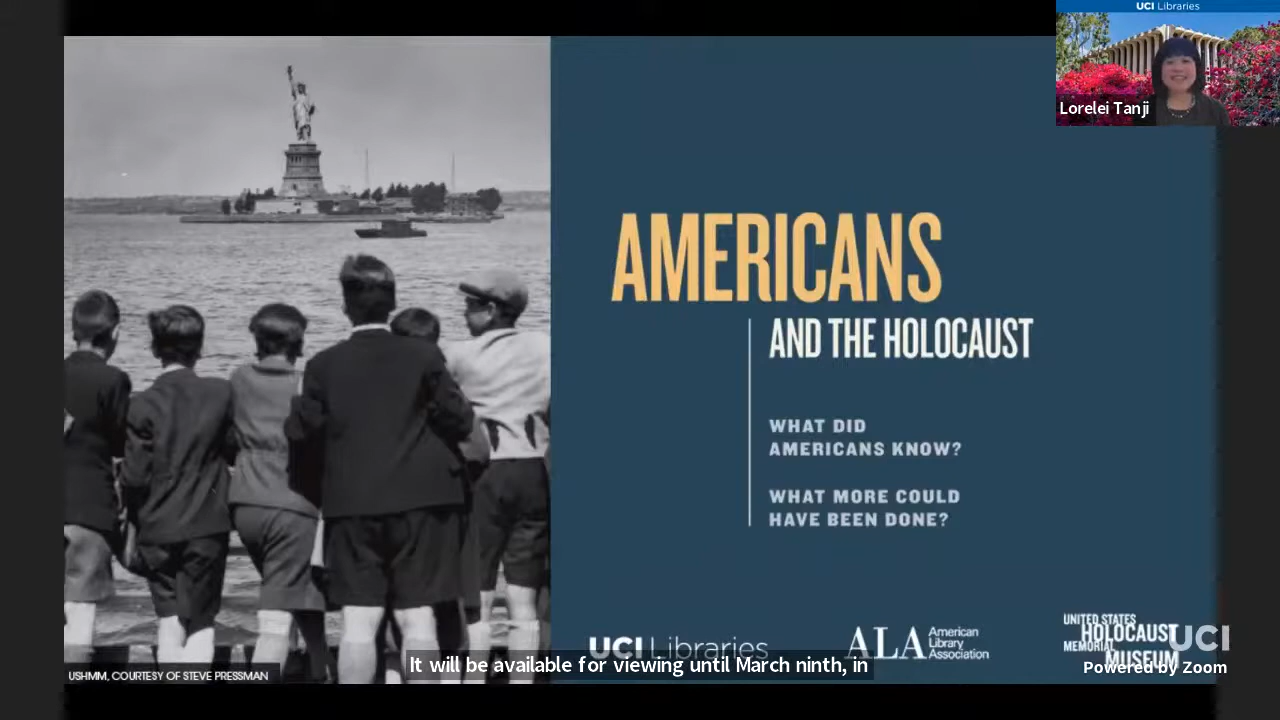 UCI Libraries
Lorelei Tanji
AMERICANS
AND THE HOLOCAUST
WHAT DID
AMERICANS KNOW?
WHAT MORE COULD
HAVE BEEN DONE?
UCI Libraries
ALA American
Library
Association
UNITED STATES
HOLOCAUST
MEMORIAL
MUSEUM
UCI
It will be available for viewing until March ninth, in
Powered by Zoom
USHMM, COURTESY OF STEVE PRESSMAN